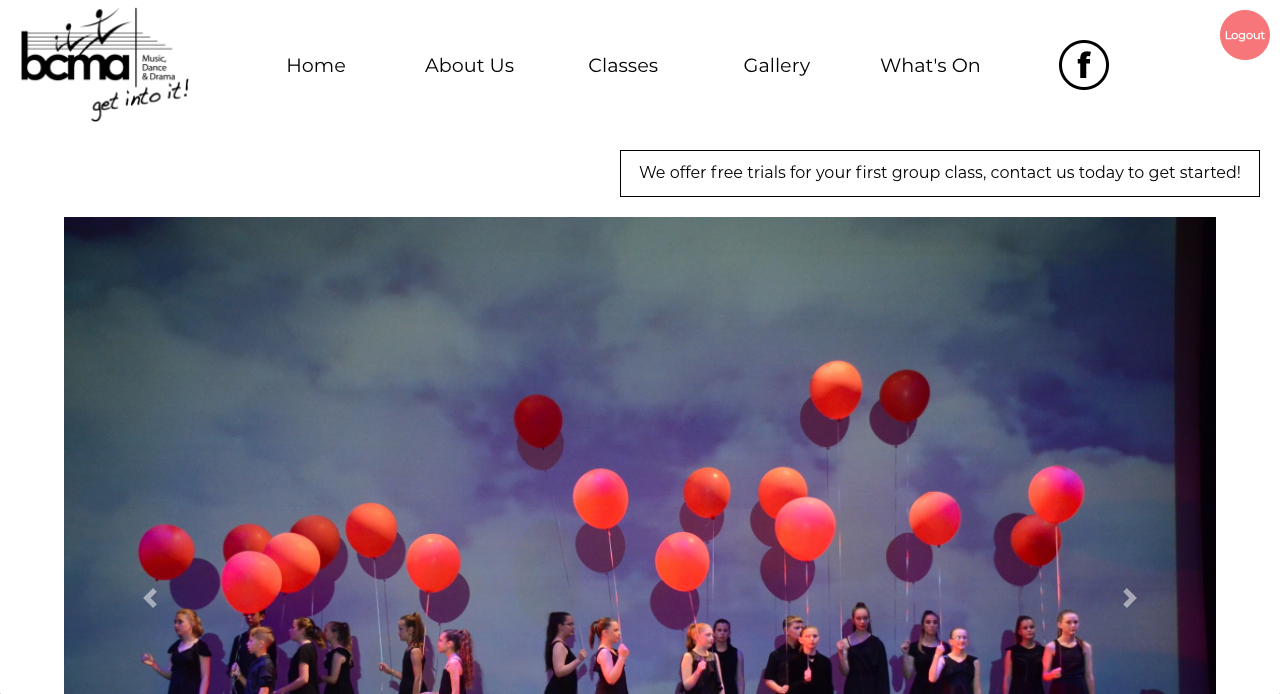 bcma
Music,
Dance
& Drama
get into it!
Home
About Us
Classes
Gallery
What's On
f
Logout
We offer free trials for your first group class, contact us today to get started!